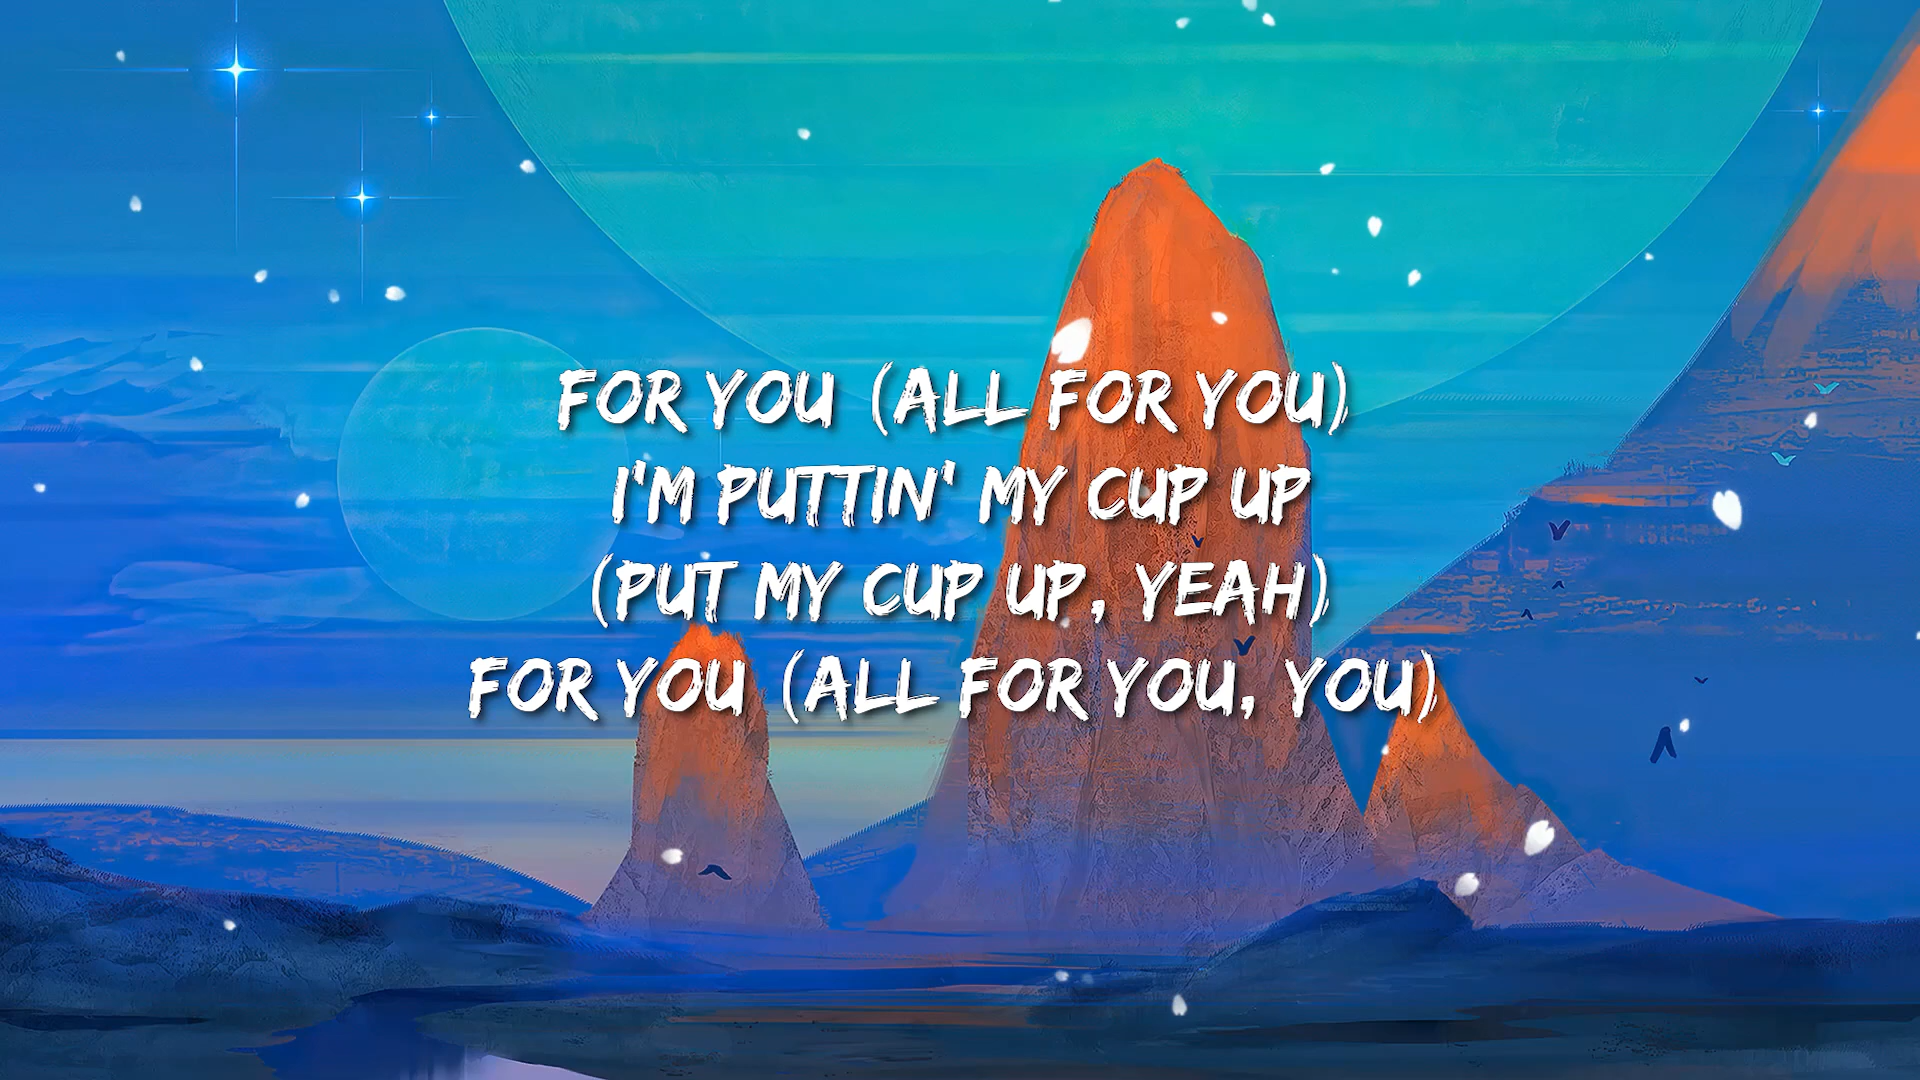 FOR YOU (ALL FOR YOU)
I'M PUTTIN' MY CUP UP
(PUT MY CUP UP, YEAH)
FOR YOU (ALL FOR YOU, YOU)